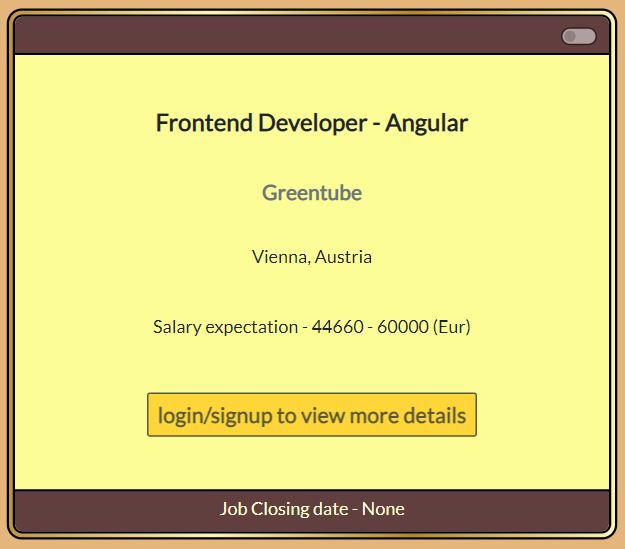 Frontend Developer - Angular
Greentube
Vienna, Austria
Salary expectation - 44660 - 60000 (Eur)
login/signup to view more details
Job Closing date - None